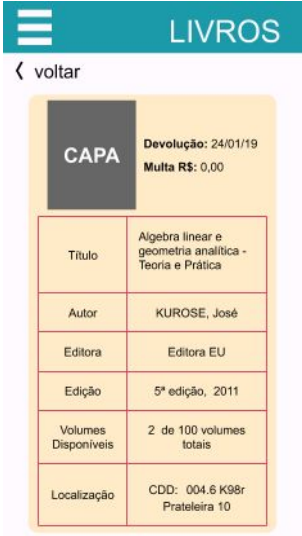 LIVROS
voltar
CAPA
Devolução: 24/01/19
Multa R$: 0,00
Título
Algebra linear e
geometria analítica -
Teoria e Prática
Autor
KUROSE, José
Editora
Editora EU
Edição
5ª edição, 2011
Volumes
Disponíveis
2 de 100 volumes
totais
Localização
CDD: 004.6 K98r
Prateleira 10